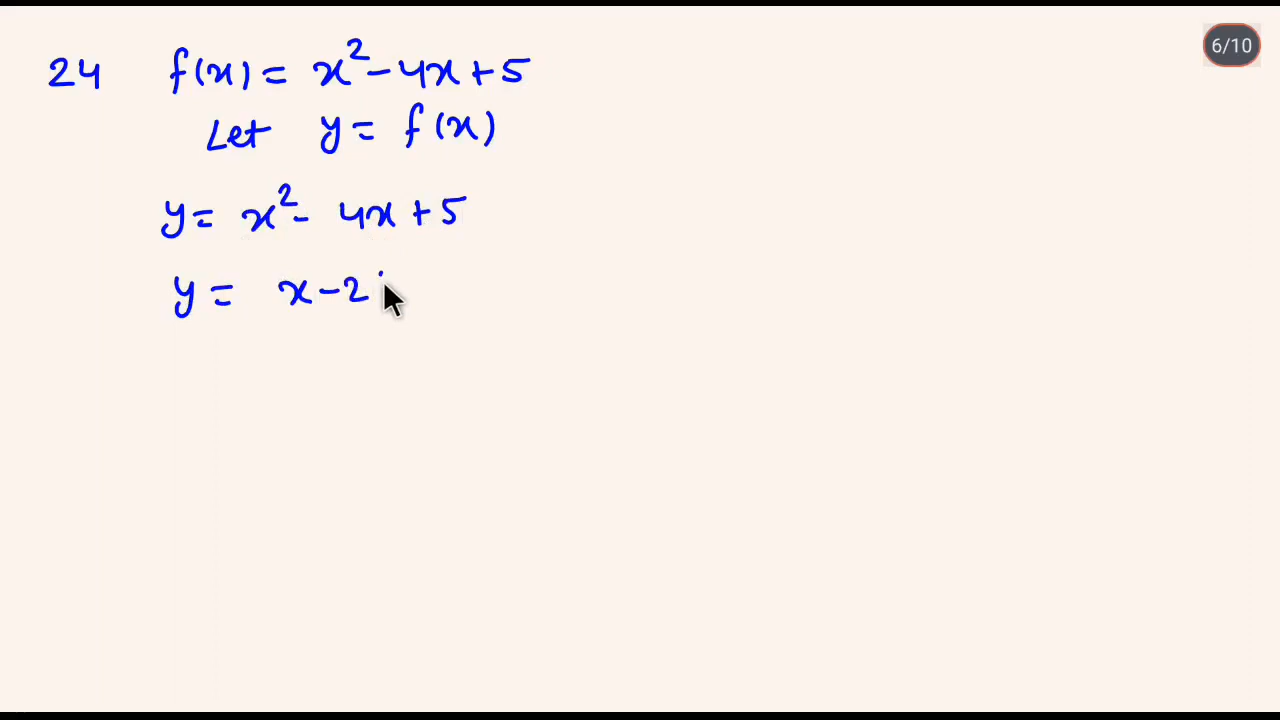 6/10
24 f(x) = x² - 4x + 5
Let y = f(x)
y = x² - 4x + 5
y = x - 2